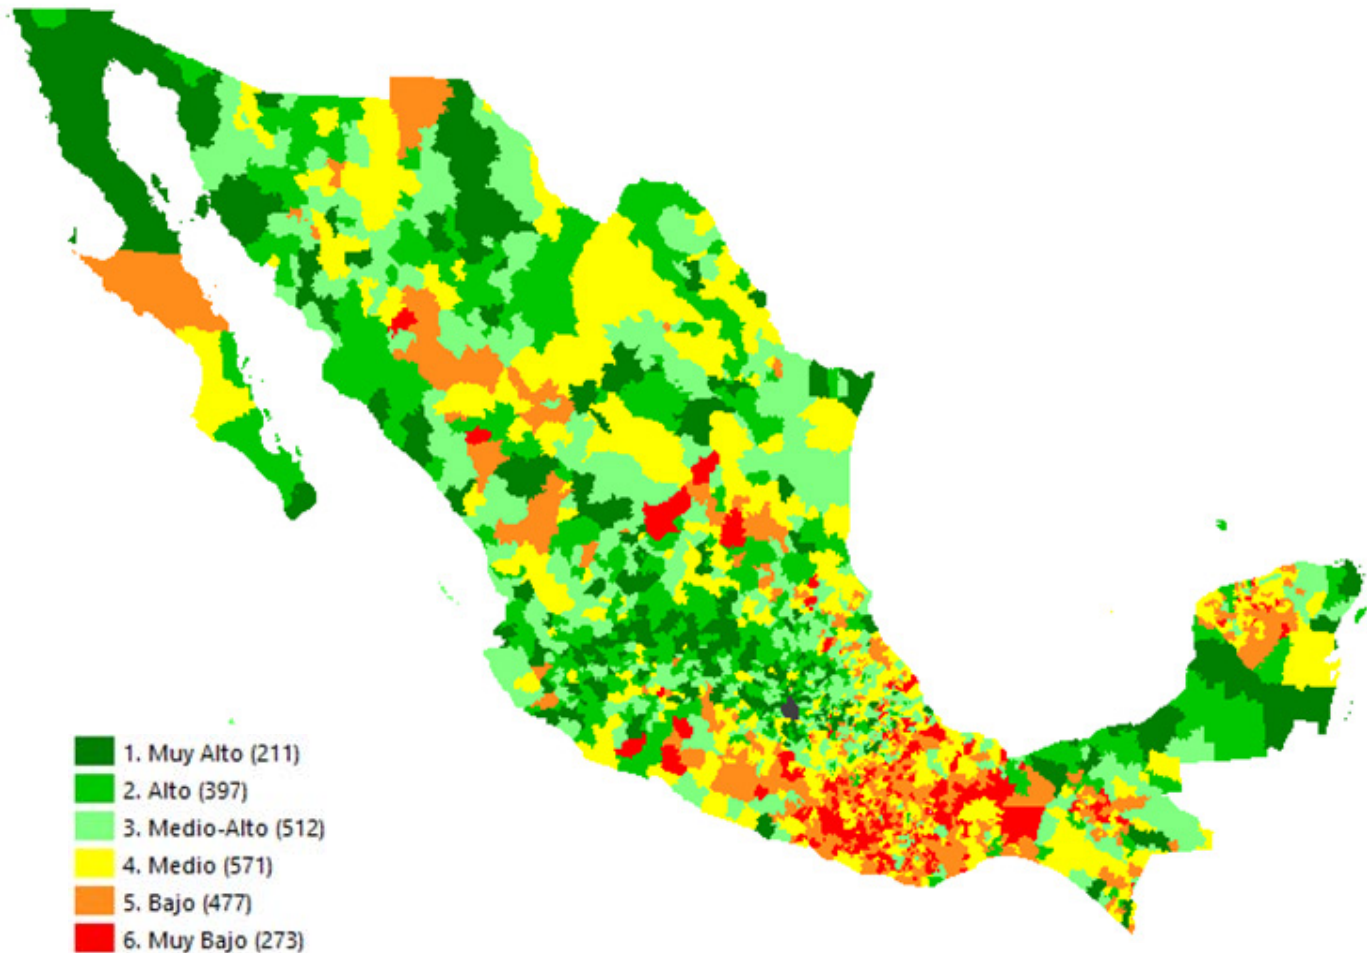 1. Muy Alto (211)
2. Alto (397)
3. Medio-Alto (512)
4. Medio (571)
5. Bajo (477)
6. Muy Bajo (273)